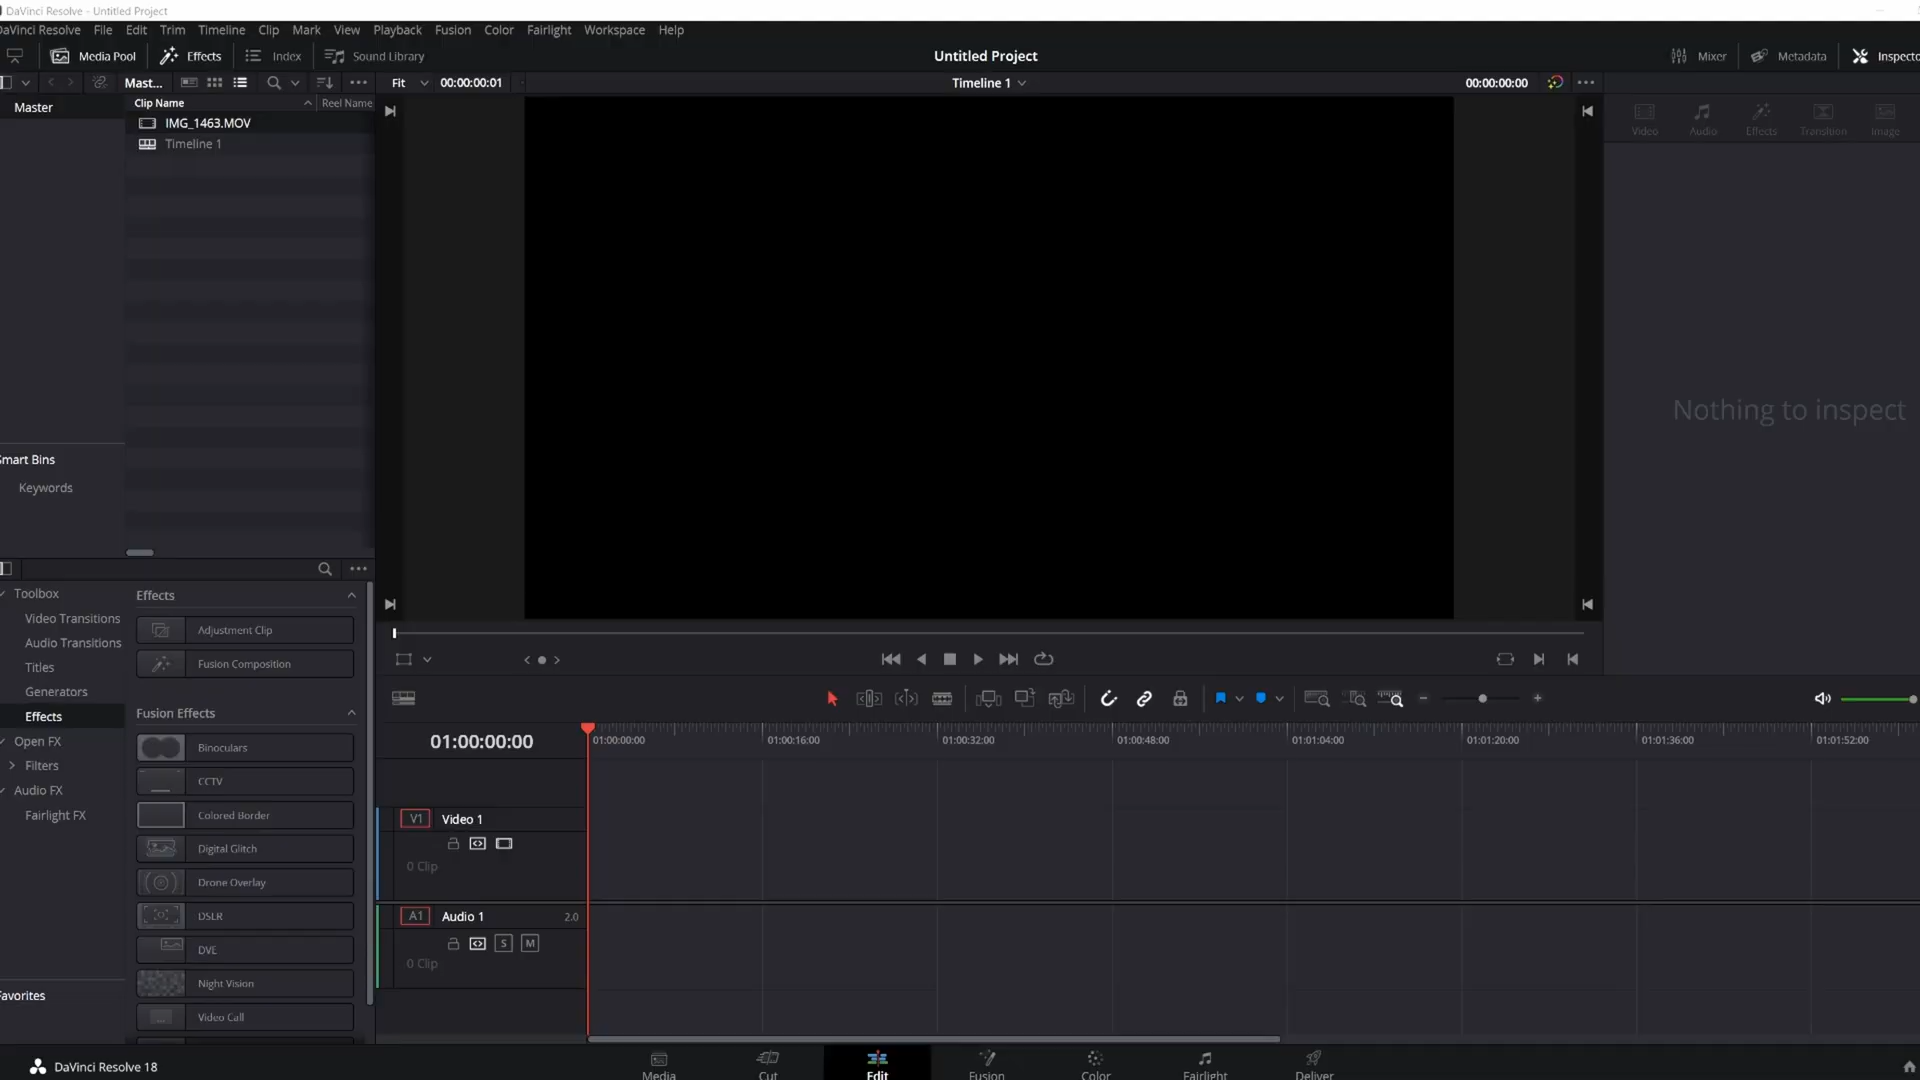 DaVinci Resolve - Untitled Project
DaVinci Resolve File Edit Trim Timeline Clip Mark View Playback Fusion Color Fairlight Workspace Help
Media Pool Effects Index Sound Library Untitled Project Mixer Metadata Inspecto
Mast... Fit 00:00:00:01 Timeline 1 00:00:00:00
Master Clip Name Reel Name
IMG_1463.MOV
Timeline 1
Video Audio Effects Transition Image
Nothing to inspect
Smart Bins
Keywords
Toolbox
Video Transitions
Audio Transitions
Titles
Generators
Effects
Open FX
Filters
Audio FX
Fairlight FX
Favorites
Effects
Adjustment Clip
Fusion Composition
Fusion Effects
Binoculars
CCTV
Colored Border
Digital Glitch
Drone Overlay
DSLR
DVE
Night Vision
Video Call
01:00:00:00 01:00:00:00 01:00:16:00 01:00:32:00 01:00:48:00 01:01:04:00 01:01:20:00 01:01:36:00 01:01:52:00
V1 Video 1
0 Clip
A1 Audio 1 2.0
S M
0 Clip
DaVinci Resolve 18 Media Cut Edit Fusion Color Fairlight Deliver